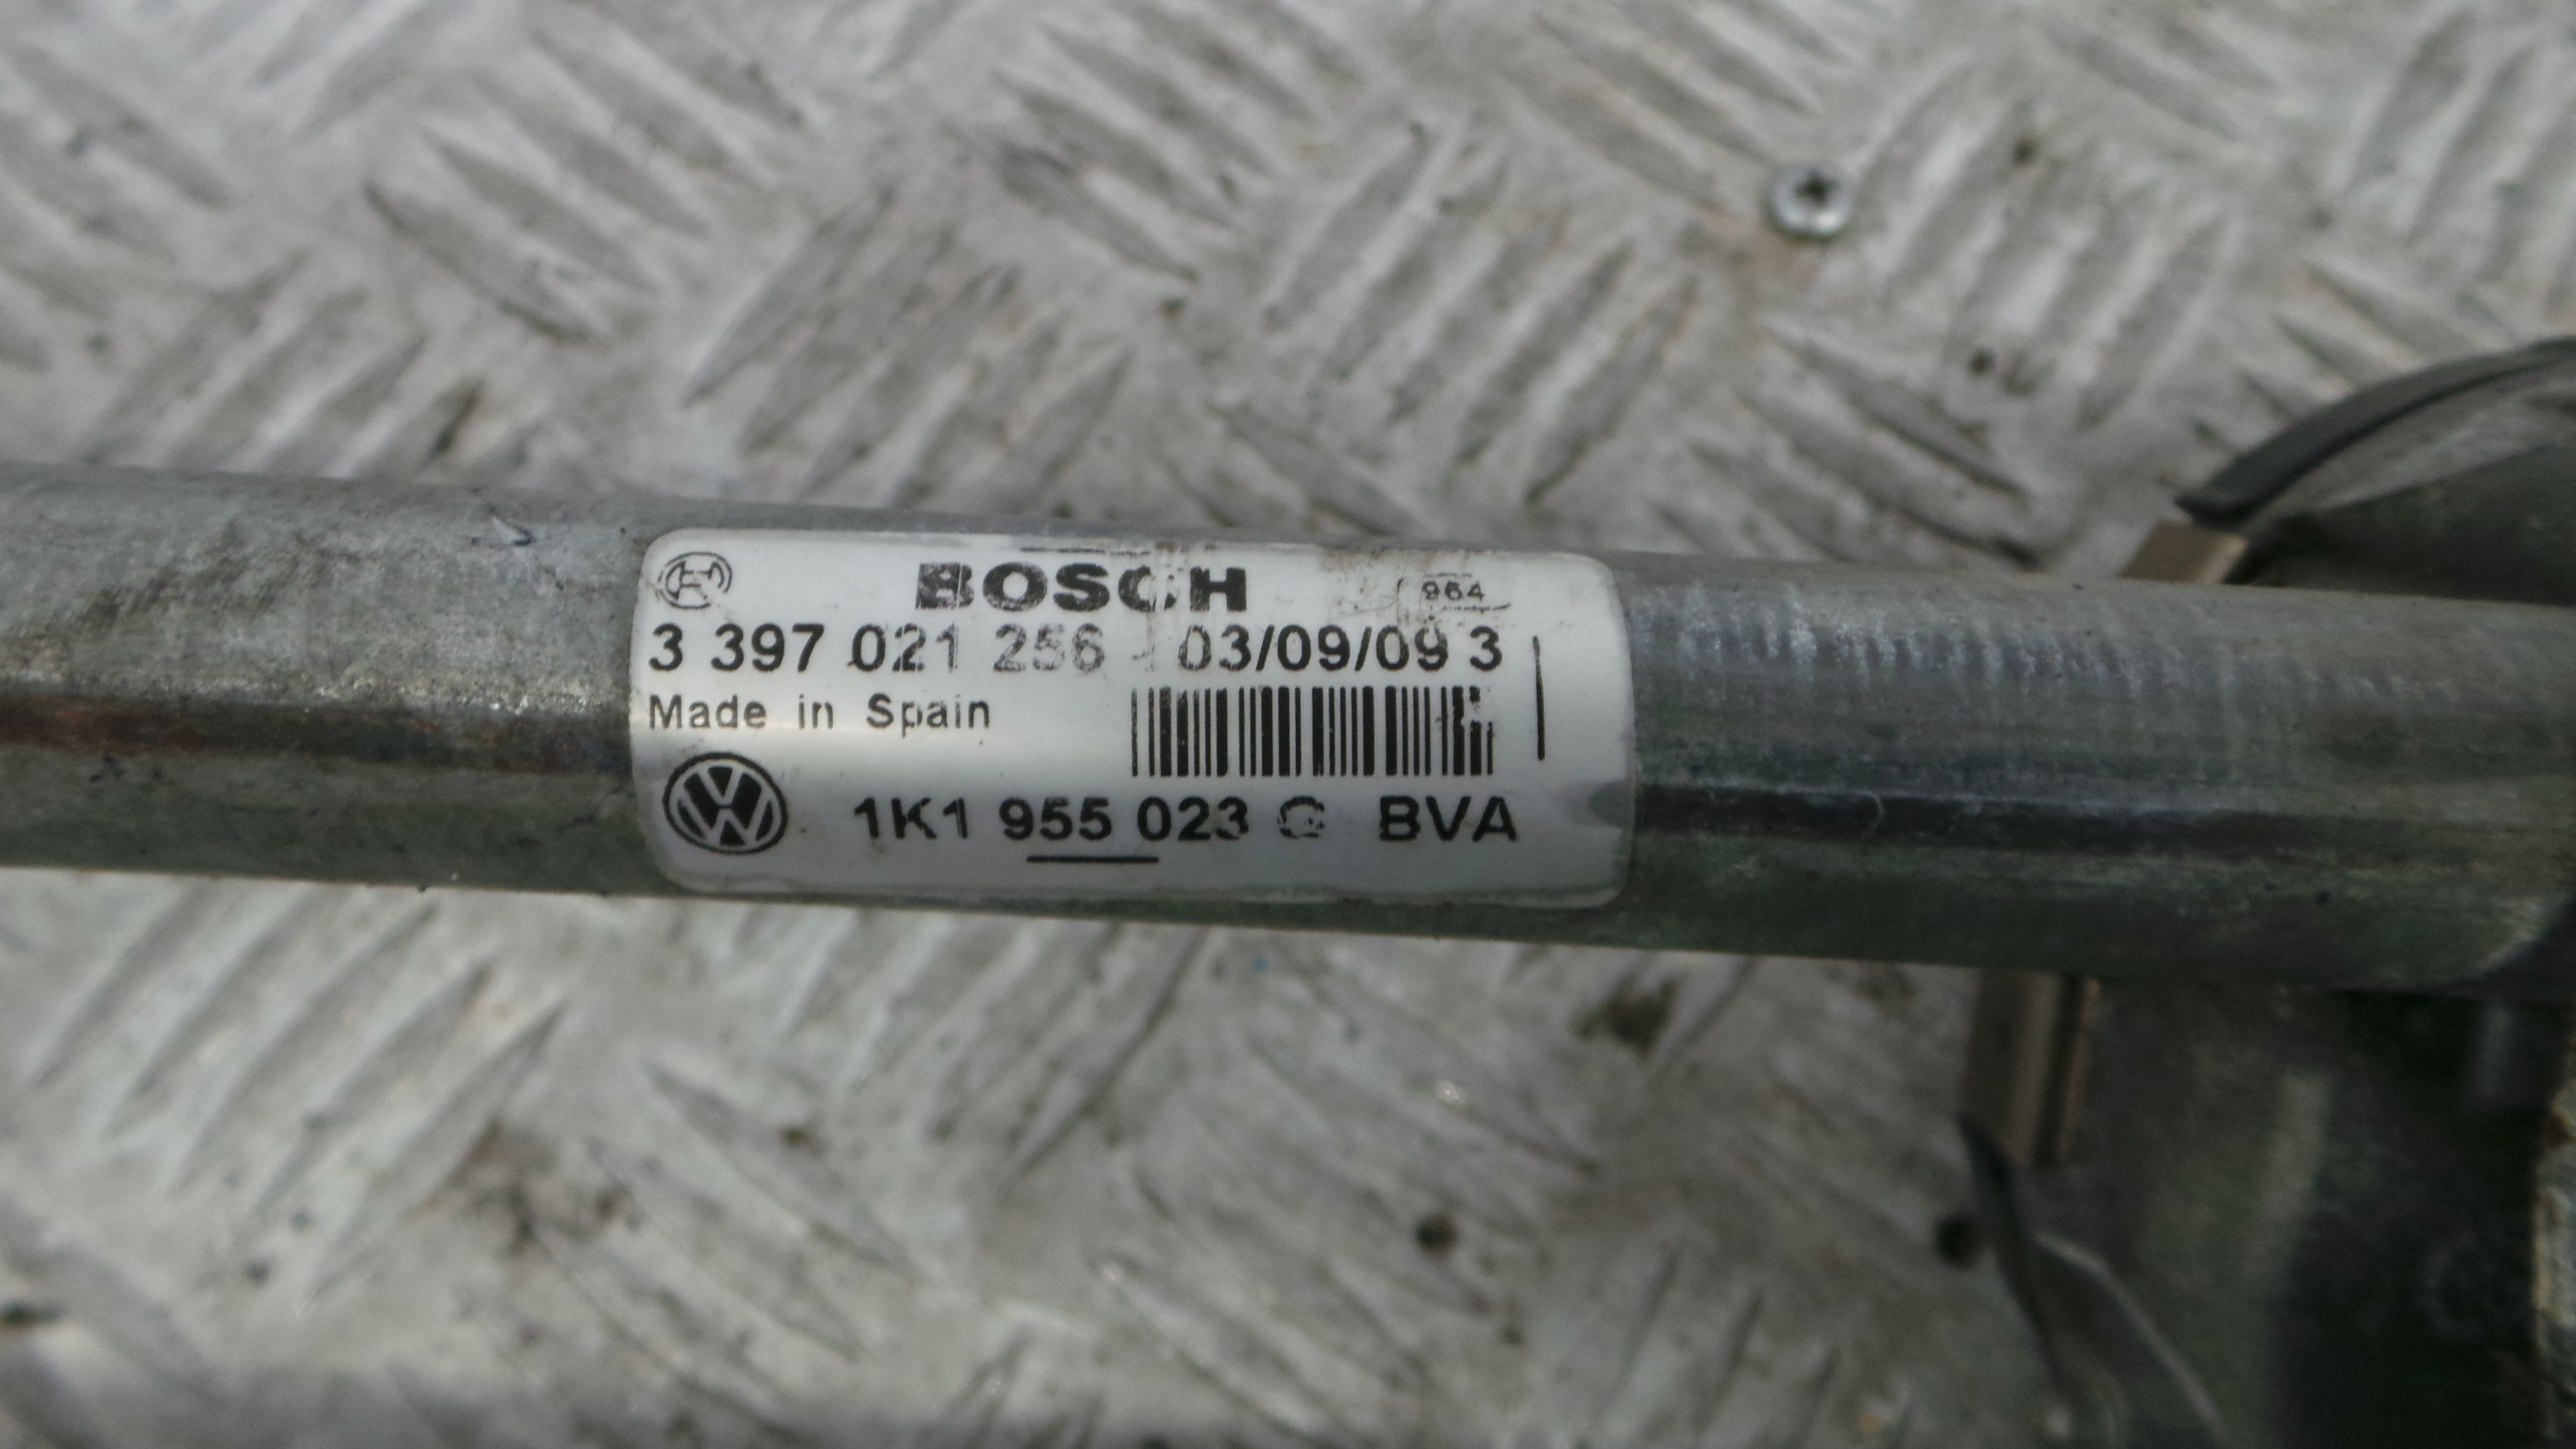 BOSCH 964
3 397 021 256 03/09/09 3
Made in Spain
1K1 955 023 BVA